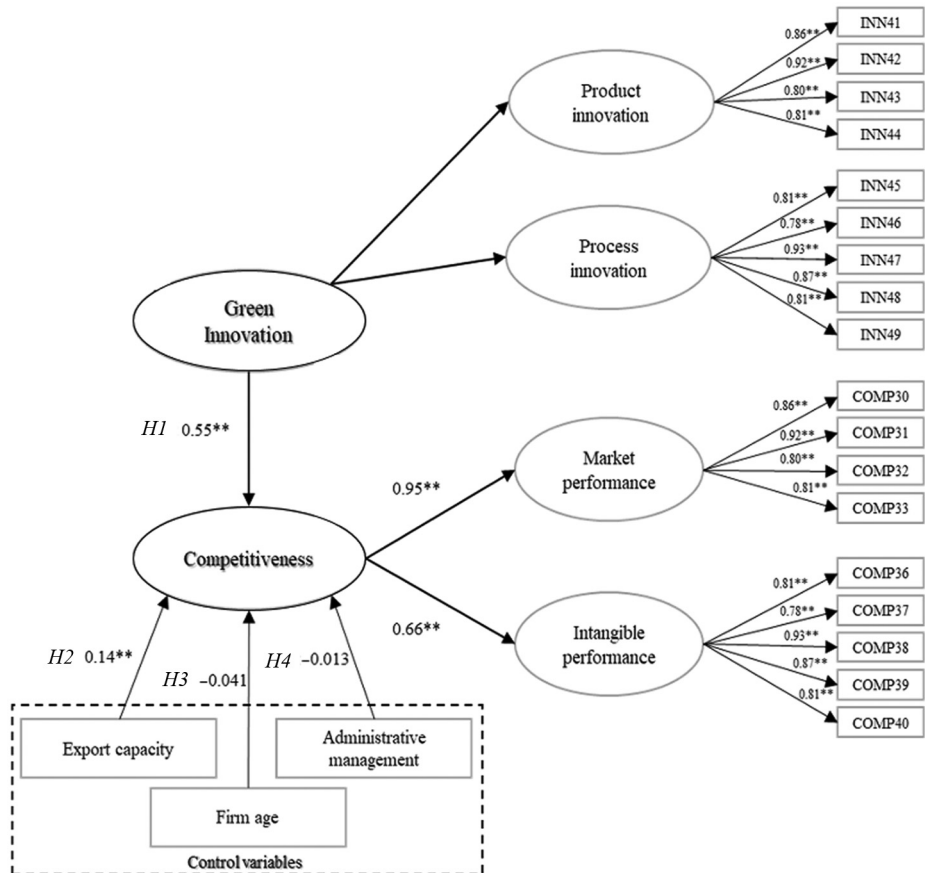 INN41
0.86**
INN42
0.92**
Product
innovation
0.80**
INN43
0.81**
INN44
INN45
0.81**
INN46
0.78**
Process
innovation
0.93**
INN47
0.87**
INN48
0.81**
INN49
Green
Innovation
H1 0.55**
COMP30
0.86**
COMP31
0.92**
Market
performance
0.80**
COMP32
0.81**
COMP33
0.95**
Competitiveness
0.66**
COMP36
0.81**
COMP37
0.78**
Intangible
performance
0.93**
COMP38
0.87**
COMP39
0.81**
COMP40
H2 0.14**
H3 −0.041
H4 −0.013
Export capacity
Administrative
management
Firm age
Control variables